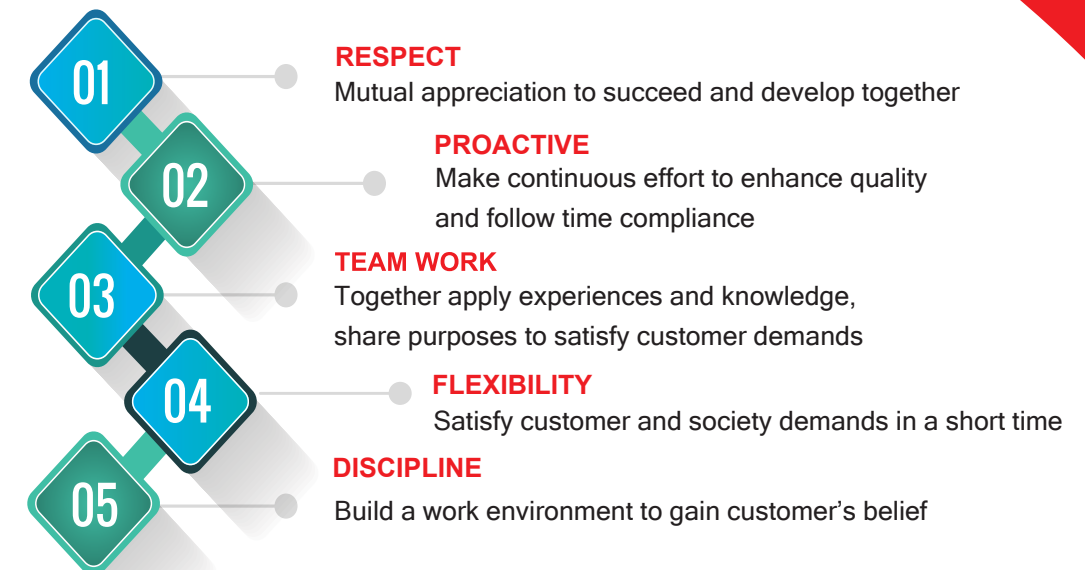 01
RESPECT
Mutual appreciation to succeed and develop together
02
PROACTIVE
Make continuous effort to enhance quality
and follow time compliance
03
TEAM WORK
Together apply experiences and knowledge,
share purposes to satisfy customer demands
04
FLEXIBILITY
Satisfy customer and society demands in a short time
05
DISCIPLINE
Build a work environment to gain customer’s belief